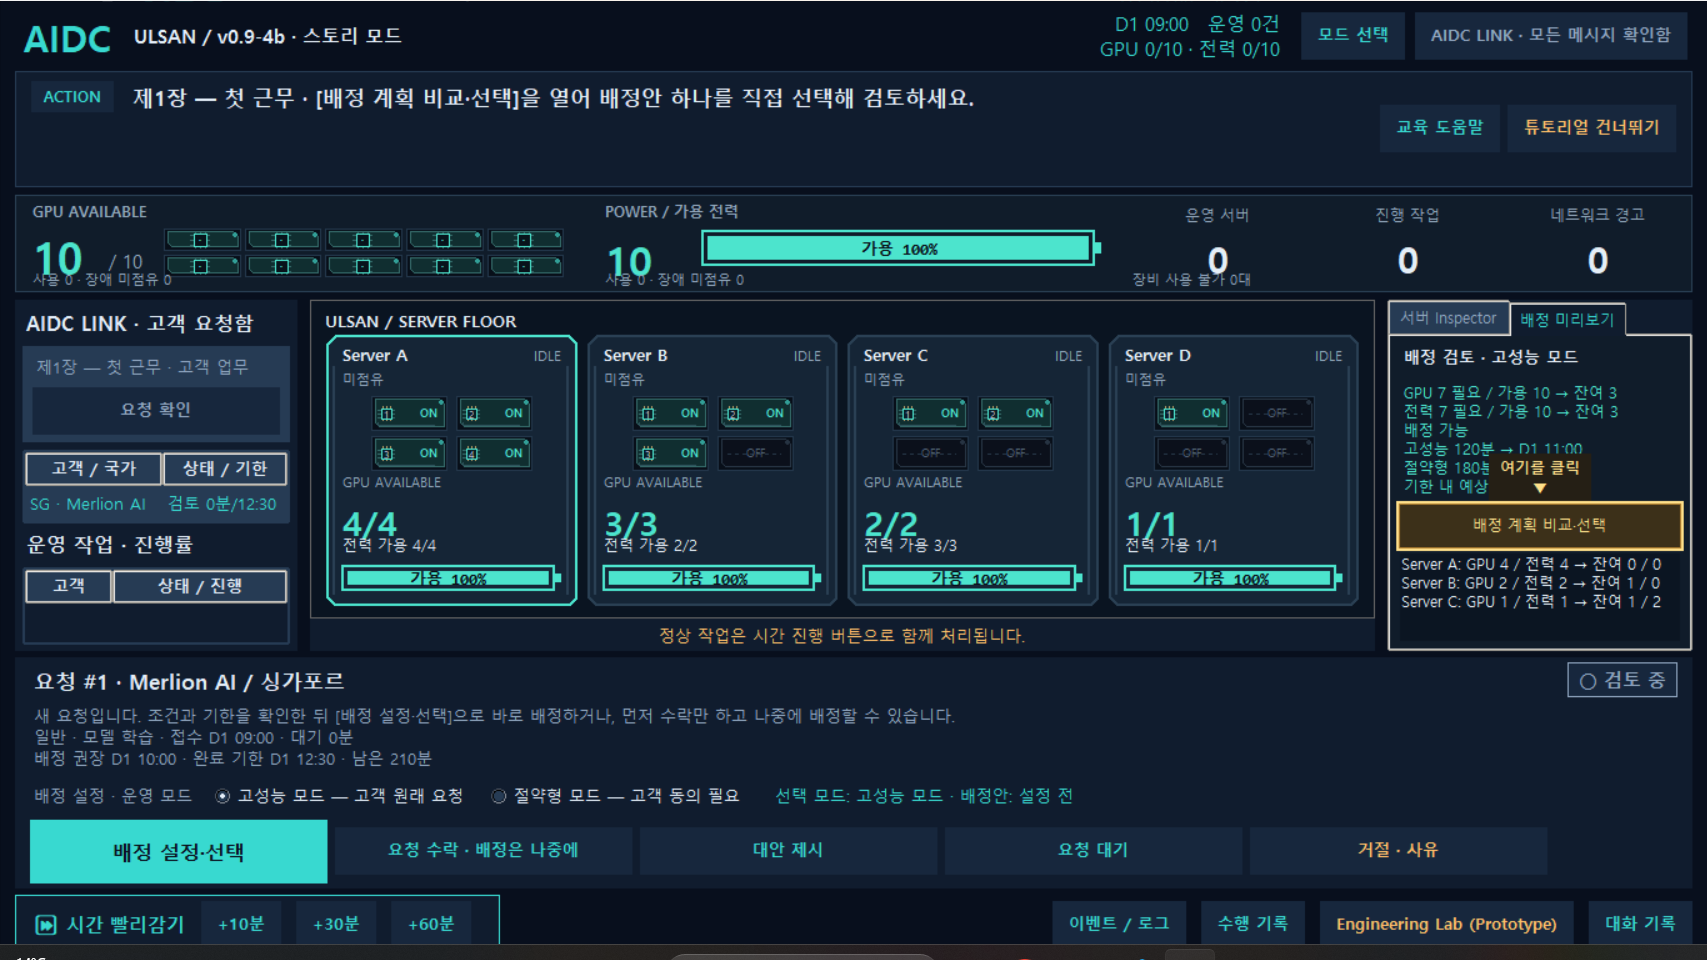 AIDC ULSAN / v0.9-4b · 스토리 모드
D1 09:00 운영 0건
GPU 0/10 · 전력 0/10
모드 선택
AIDC LINK · 모든 메시지 확인함
ACTION 제1장 — 첫 근무 · [배정 계획 비교·선택]을 열어 배정안 하나를 직접 선택해 검토하세요.
교육 도움말
튜토리얼 건너뛰기
GPU AVAILABLE
10 / 10
사용 0 · 장애 미점유 0
POWER / 가용 전력
10
가용 100%
사용 0 · 장애 미점유 0
운영 서버
0
장비 사용 불가 0대
진행 작업
0
네트워크 경고
0
AIDC LINK · 고객 요청함
제1장 — 첫 근무 · 고객 업무
요청 확인
고객 / 국가 상태 / 기한
SG · Merlion AI 검토 0분/12:30
운영 작업 · 진행률
고객 상태 / 진행
ULSAN / SERVER FLOOR
Server A IDLE
미점유
1 ON 2 ON
3 ON 4 ON
GPU AVAILABLE
4/4
전력 가용 4/4
가용 100%
Server B IDLE
미점유
1 ON 2 ON
3 ON OFF
GPU AVAILABLE
3/3
전력 가용 2/2
가용 100%
Server C IDLE
미점유
1 ON 2 ON
OFF OFF
GPU AVAILABLE
2/2
전력 가용 3/3
가용 100%
Server D IDLE
미점유
1 ON OFF
OFF OFF
GPU AVAILABLE
1/1
전력 가용 1/1
가용 100%
정상 작업은 시간 진행 버튼으로 함께 처리됩니다.
서버 Inspector 배정 미리보기
배정 검토 · 고성능 모드
GPU 7 필요 / 가용 10 → 잔여 3
전력 7 필요 / 가용 10 → 잔여 3
배정 가능
고성능 120분 → D1 11:00
절약형 180분
기한 내 예상
여기를 클릭
▼
배정 계획 비교·선택
Server A: GPU 4 / 전력 4 → 잔여 0 / 0
Server B: GPU 2 / 전력 2 → 잔여 1 / 0
Server C: GPU 1 / 전력 1 → 잔여 1 / 2
요청 #1 · Merlion AI / 싱가포르
○ 검토 중
새 요청입니다. 조건과 기한을 확인한 뒤 [배정 설정·선택]으로 바로 배정하거나, 먼저 수락만 하고 나중에 배정할 수 있습니다.
일반 · 모델 학습 · 접수 D1 09:00 · 대기 0분
배정 권장 D1 10:00 · 완료 기한 D1 12:30 · 남은 210분
배정 설정 · 운영 모드 고성능 모드 — 고객 원래 요청 절약형 모드 — 고객 동의 필요 선택 모드: 고성능 모드 · 배정안: 설정 전
배정 설정·선택 요청 수락 · 배정은 나중에 대안 제시 요청 대기 거절 · 사유
시간 빨리감기 +10분 +30분 +60분
이벤트 / 로그 수행 기록 Engineering Lab (Prototype) 대화 기록